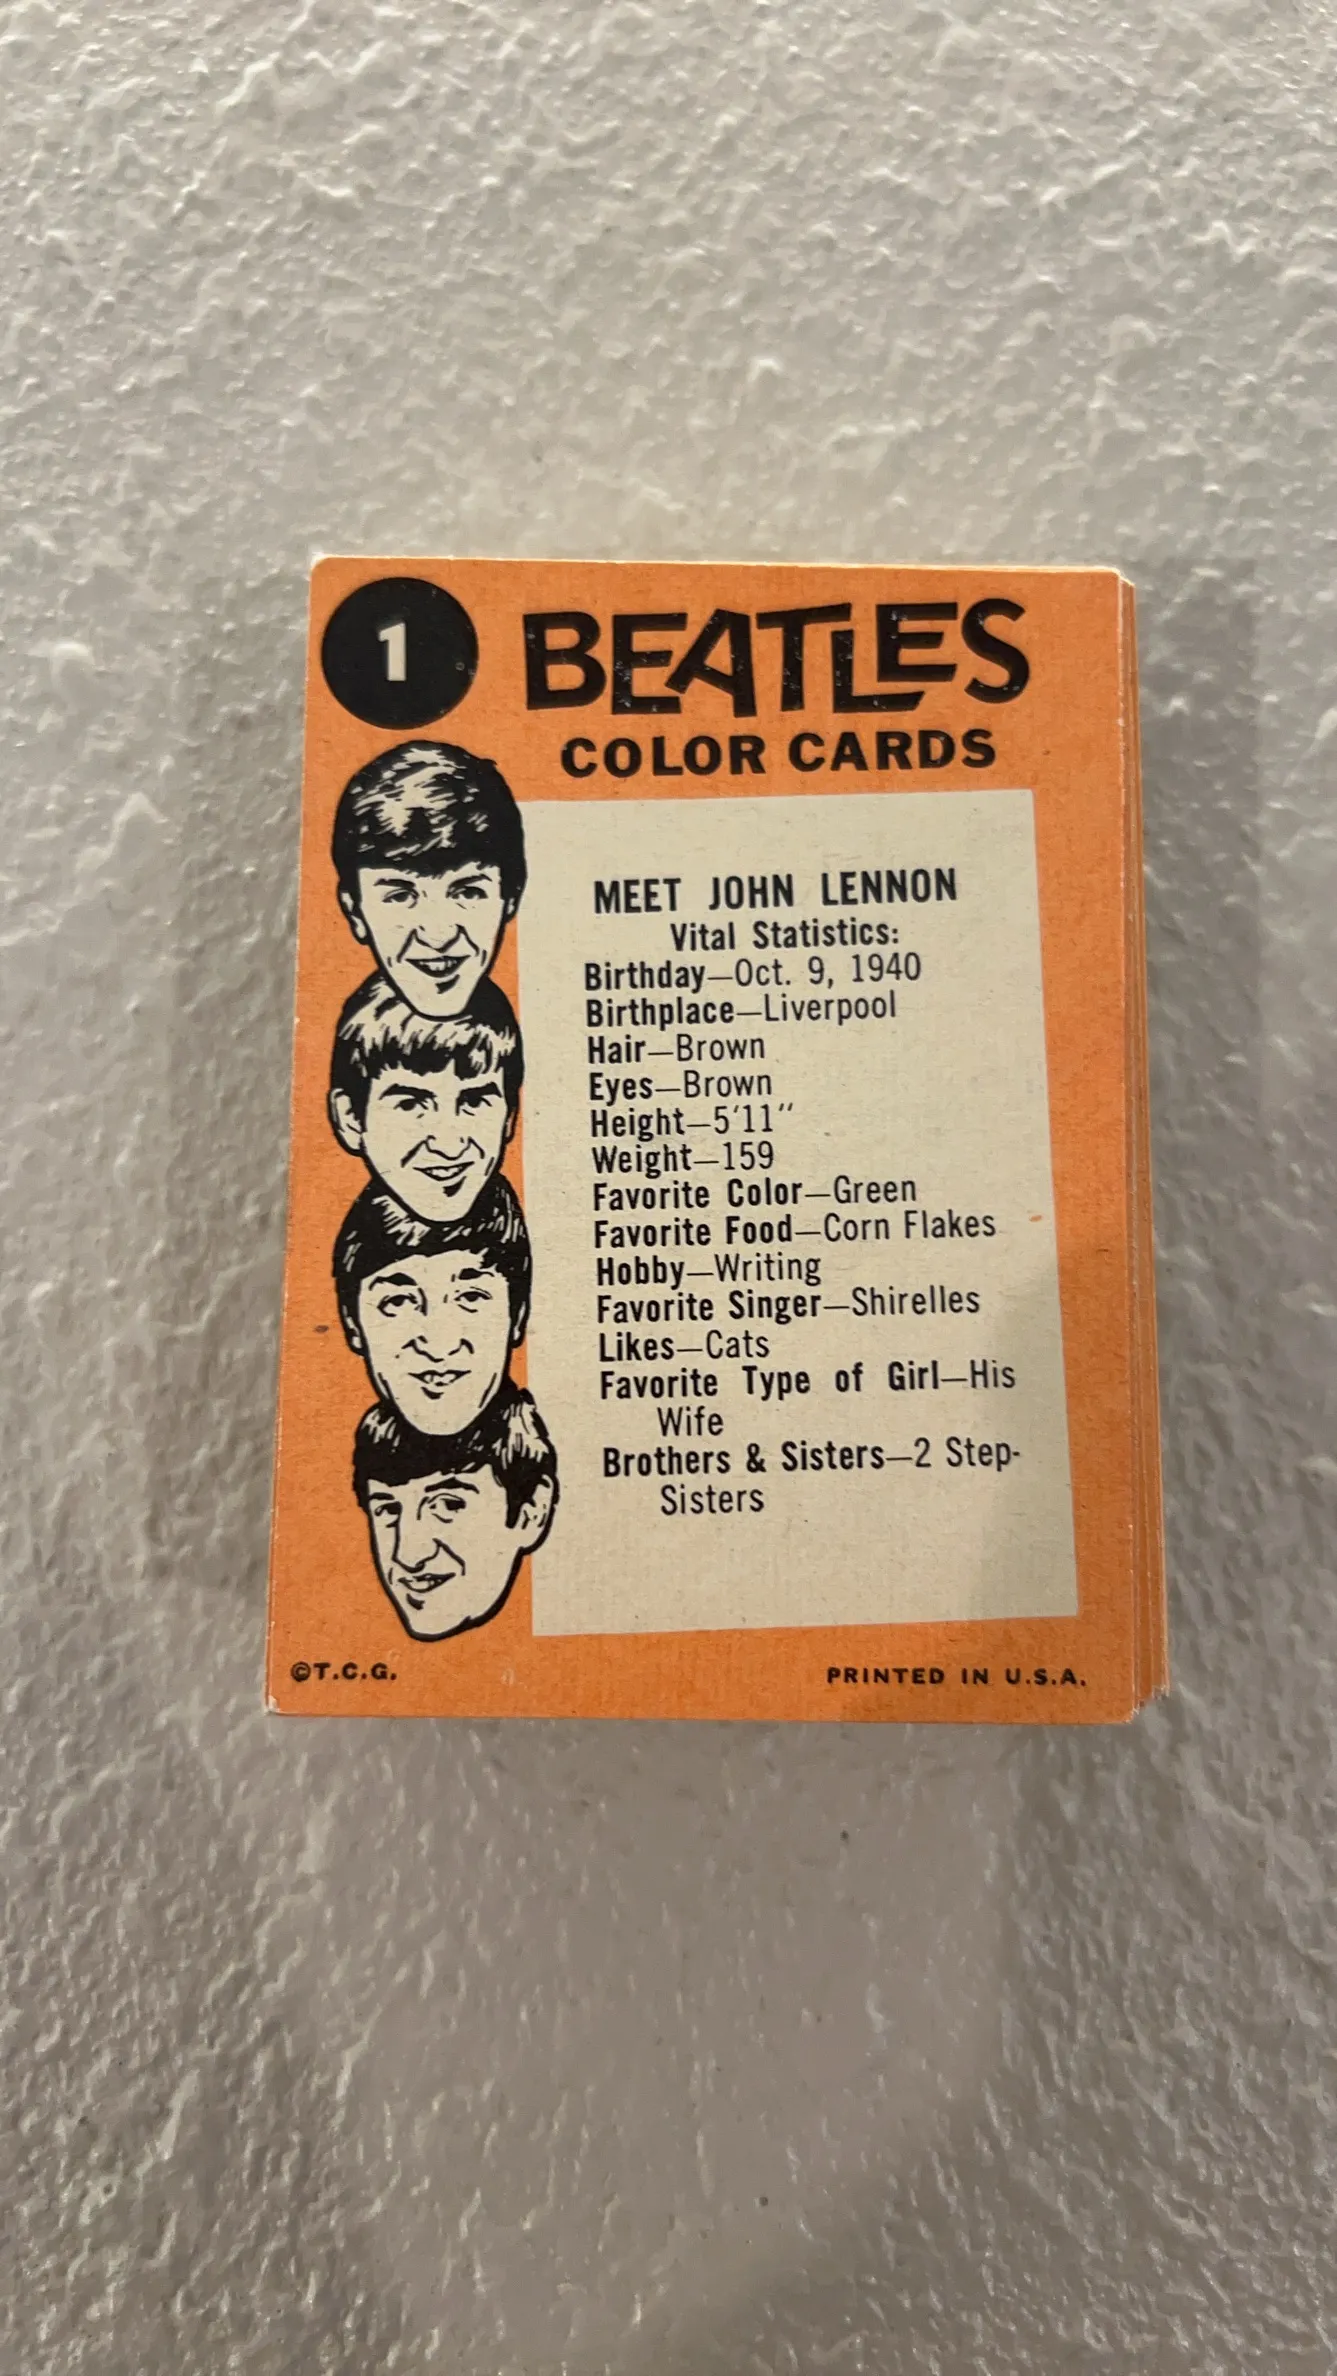 1
BEATLES
COLOR CARDS
MEET JOHN LENNON
Vital Statistics:
Birthday—Oct. 9, 1940
Birthplace—Liverpool
Hair—Brown
Eyes—Brown
Height—5'11"
Weight—159
Favorite Color—Green
Favorite Food—Corn Flakes
Hobby—Writing
Favorite Singer—Shirelles
Likes—Cats
Favorite Type of Girl—His
Wife
Brothers & Sisters—2 Step-
Sisters
©T.C.G. PRINTED IN U.S.A.